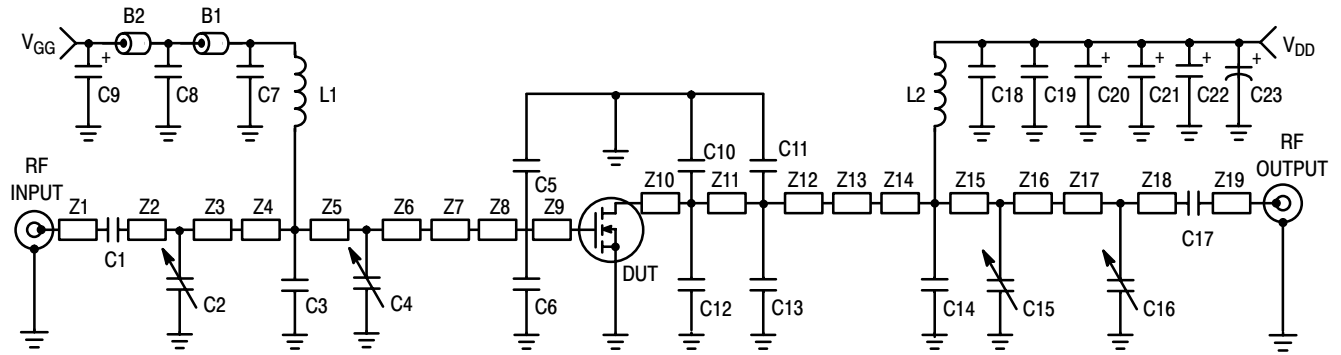 B2 B1
VGG
+
C9 C8 C7 L1
VDD
+ + + +
L2 C18 C19 C20 C21 C22 C23
RF
INPUT
C5 C10 C11
RF
OUTPUT
Z1 Z2 Z3 Z4 Z5 Z6 Z7 Z8 Z9 Z10 Z11 Z12 Z13 Z14 Z15 Z16 Z17 Z18 Z19
C1 C17
DUT
C2 C3 C4 C6 C12 C13 C14 C15 C16